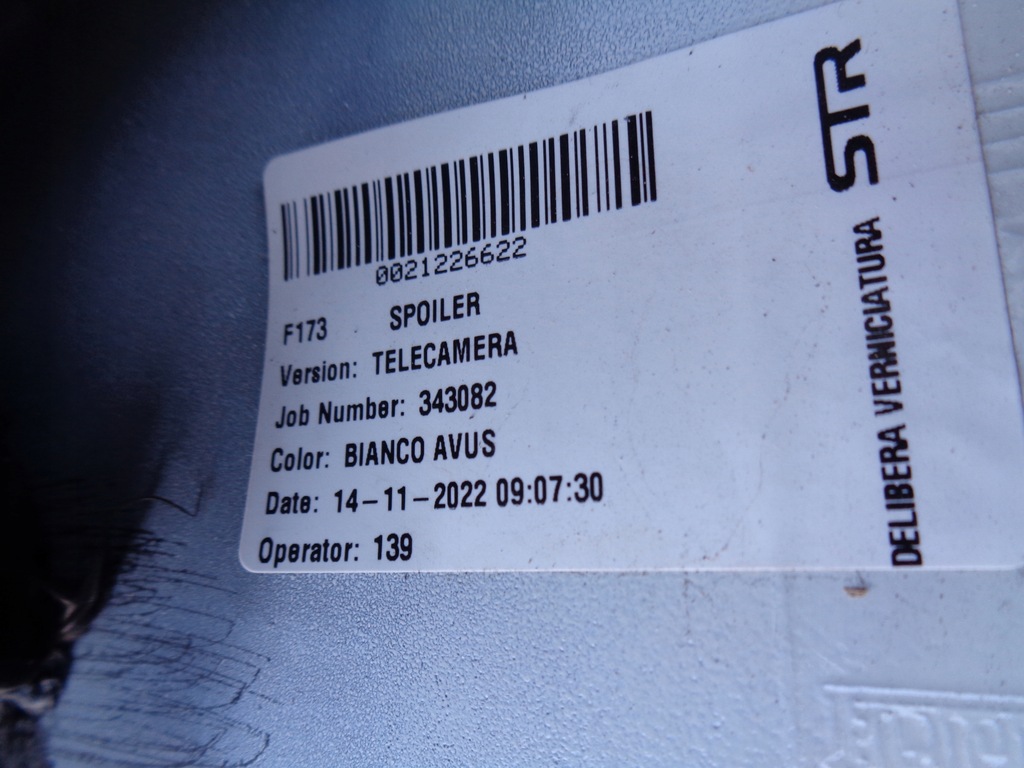 0021226622
F173 SPOILER
Version: TELECAMERA
Job Number: 343082
Color: BIANCO AVUS
Date: 14-11-2022 09:07:30
Operator: 139
STR
DELIBERA VERNICIATURA